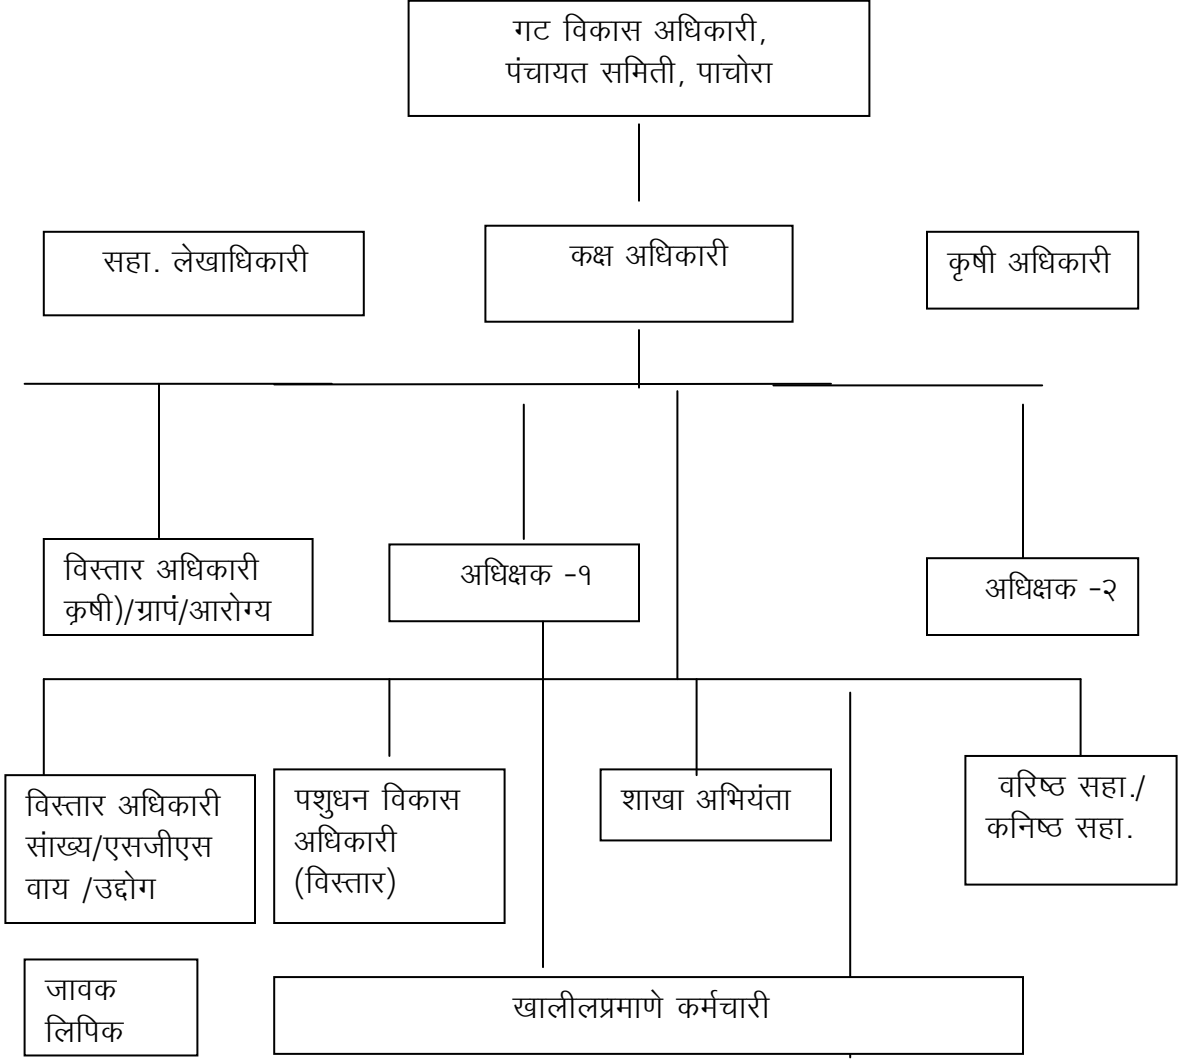 गट विकास अधिकारी,
पंचायत समिती, पाचोरा
सहा. लेखाधिकारी
कक्ष अधिकारी
कृषी अधिकारी
विस्तार अधिकारी
कृषी)/ग्रापं/आरोग्य
अधिक्षक -१
अधिक्षक -२
विस्तार अधिकारी
सांख्य/एसजीएस
वाय /उद्दोग
पशुधन विकास
अधिकारी
(विस्तार)
शाखा अभियंता
वरिष्ठ सहा./
कनिष्ठ सहा.
जावक
लिपिक
खालीलप्रमाणे कर्मचारी